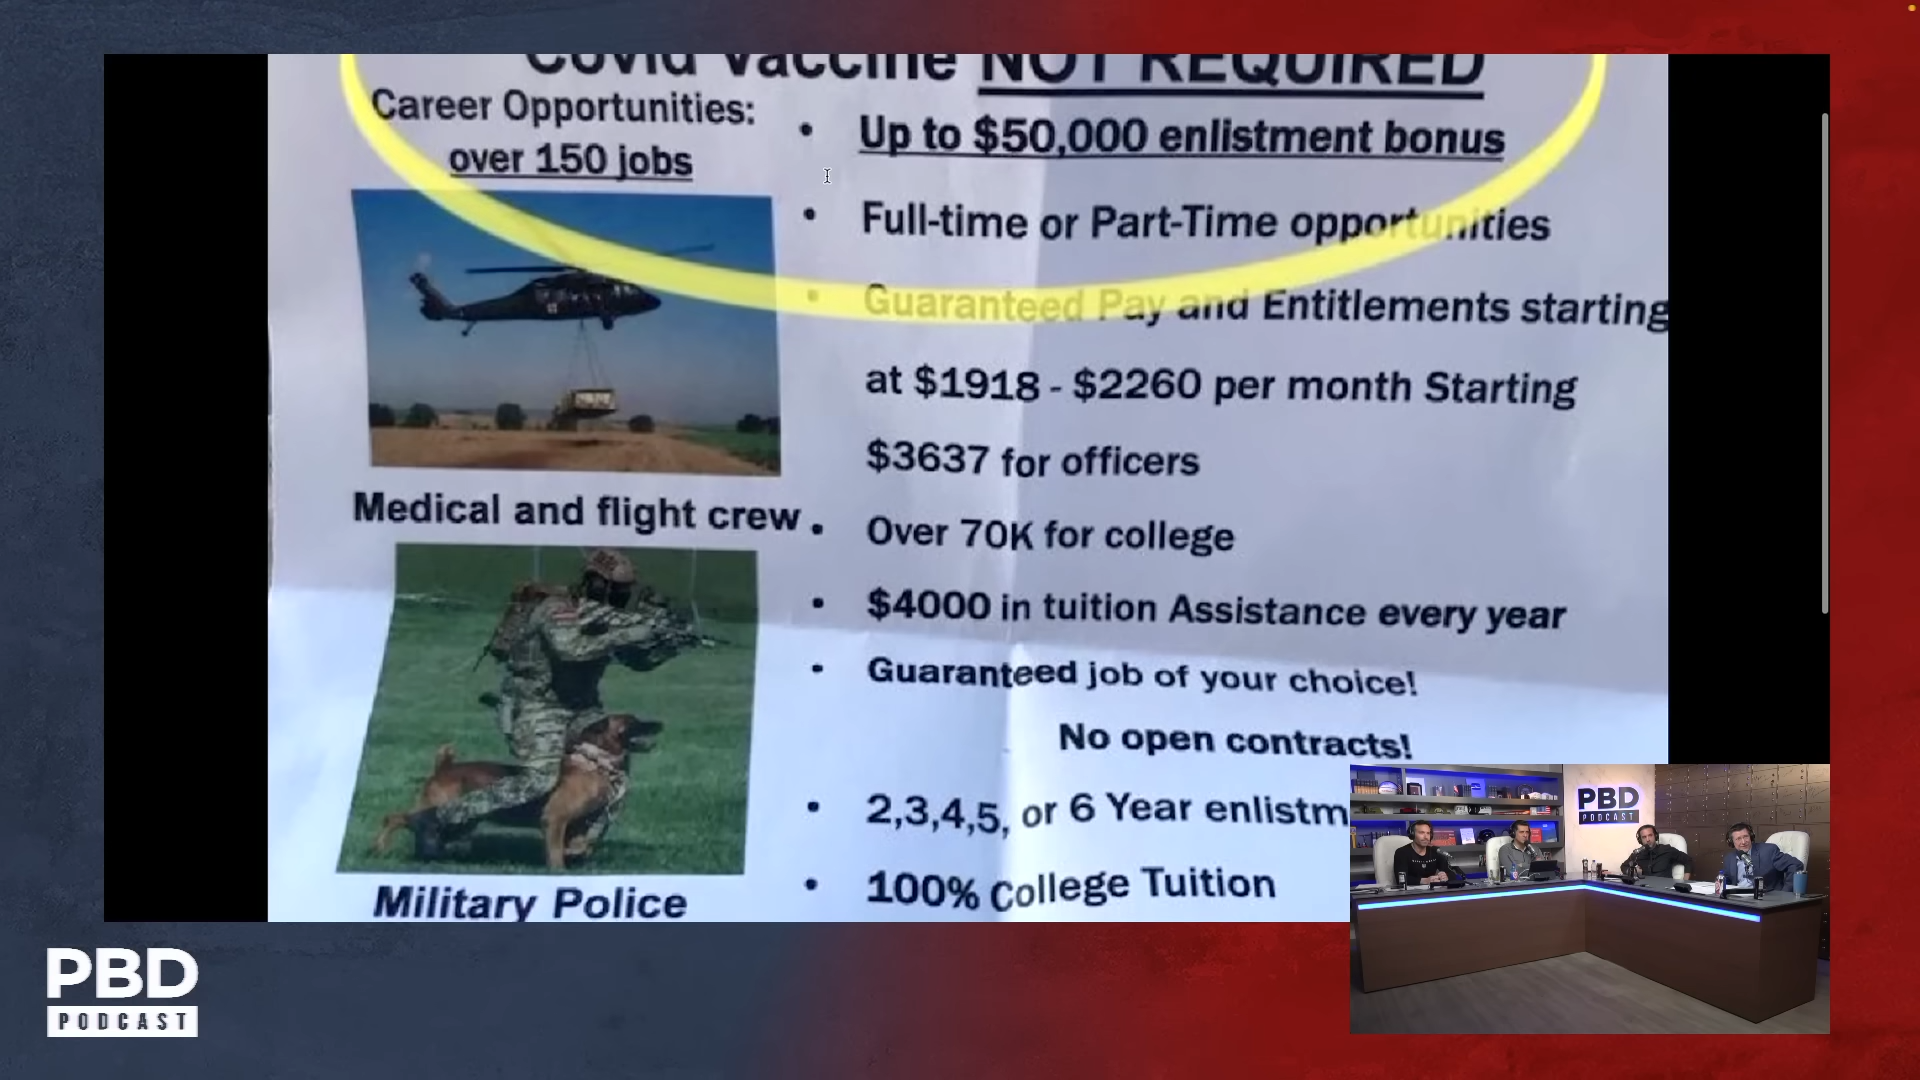 Covid Vaccine NOT REQUIRED
Career Opportunities:
over 150 jobs
• Up to $50,000 enlistment bonus
• Full-time or Part-Time opportunities
• Guaranteed Pay and Entitlements starting
at $1918 - $2260 per month Starting
$3637 for officers
Medical and flight crew
• Over 70K for college
• $4000 in tuition Assistance every year
• Guaranteed job of your choice!
No open contracts!
• 2,3,4,5, or 6 Year enlistm
• 100% College Tuition
Military Police
PBD
PODCAST
PBD
PODCAST